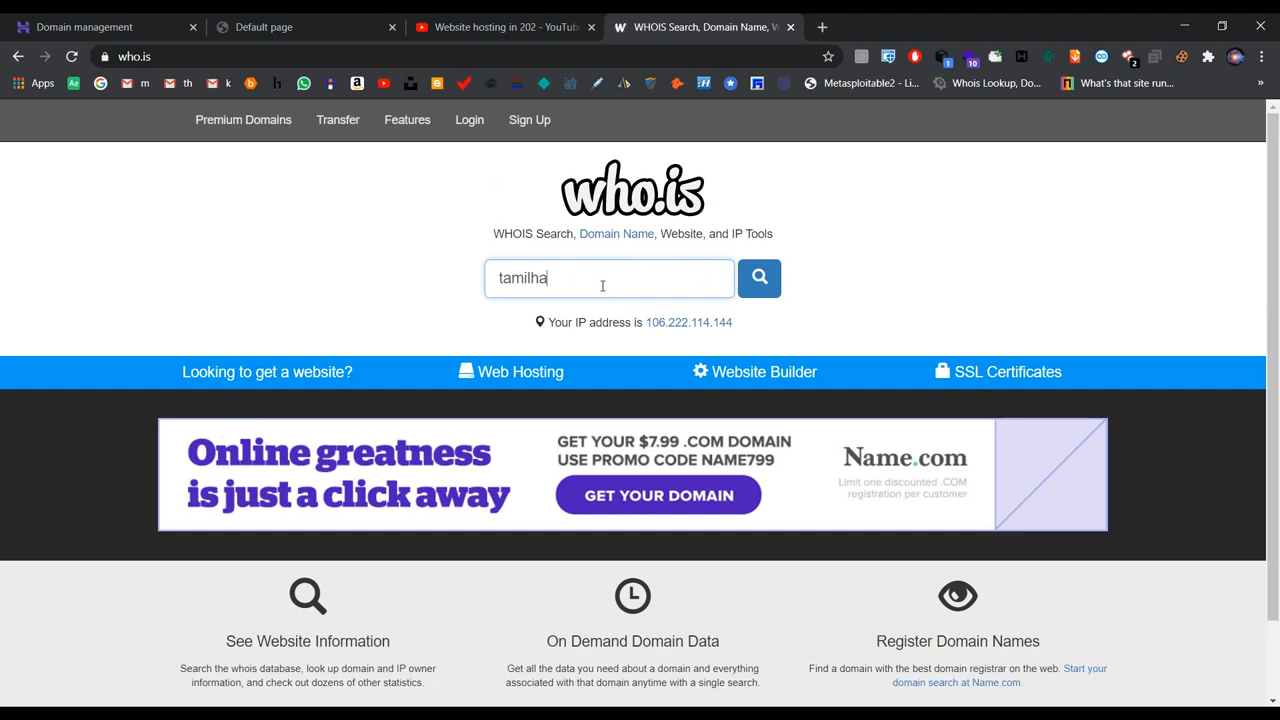 Domain management
Default page
Website hosting in 202 - YouTube
WHOIS Search, Domain Name, W
who.is
1
10
2
Apps
m
th
k
Metasploitable2 - Li...
Whois Lookup, Do...
What's that site run...
Premium Domains
Transfer
Features
Login
Sign Up
who.is
WHOIS Search, Domain Name, Website, and IP Tools
tamilha
Your IP address is 106.222.114.144
Looking to get a website?
Web Hosting
Website Builder
SSL Certificates
Online greatness
is just a click away
GET YOUR $7.99 .COM DOMAIN
USE PROMO CODE NAME799
GET YOUR DOMAIN
Name.com
Limit one discounted .COM
registration per customer
See Website Information
Search the whois database, look up domain and IP owner
information, and check out dozens of other statistics.
On Demand Domain Data
Get all the data you need about a domain and everything
associated with that domain anytime with a single search.
Register Domain Names
Find a domain with the best domain registrar on the web. Start your
domain search at Name.com.